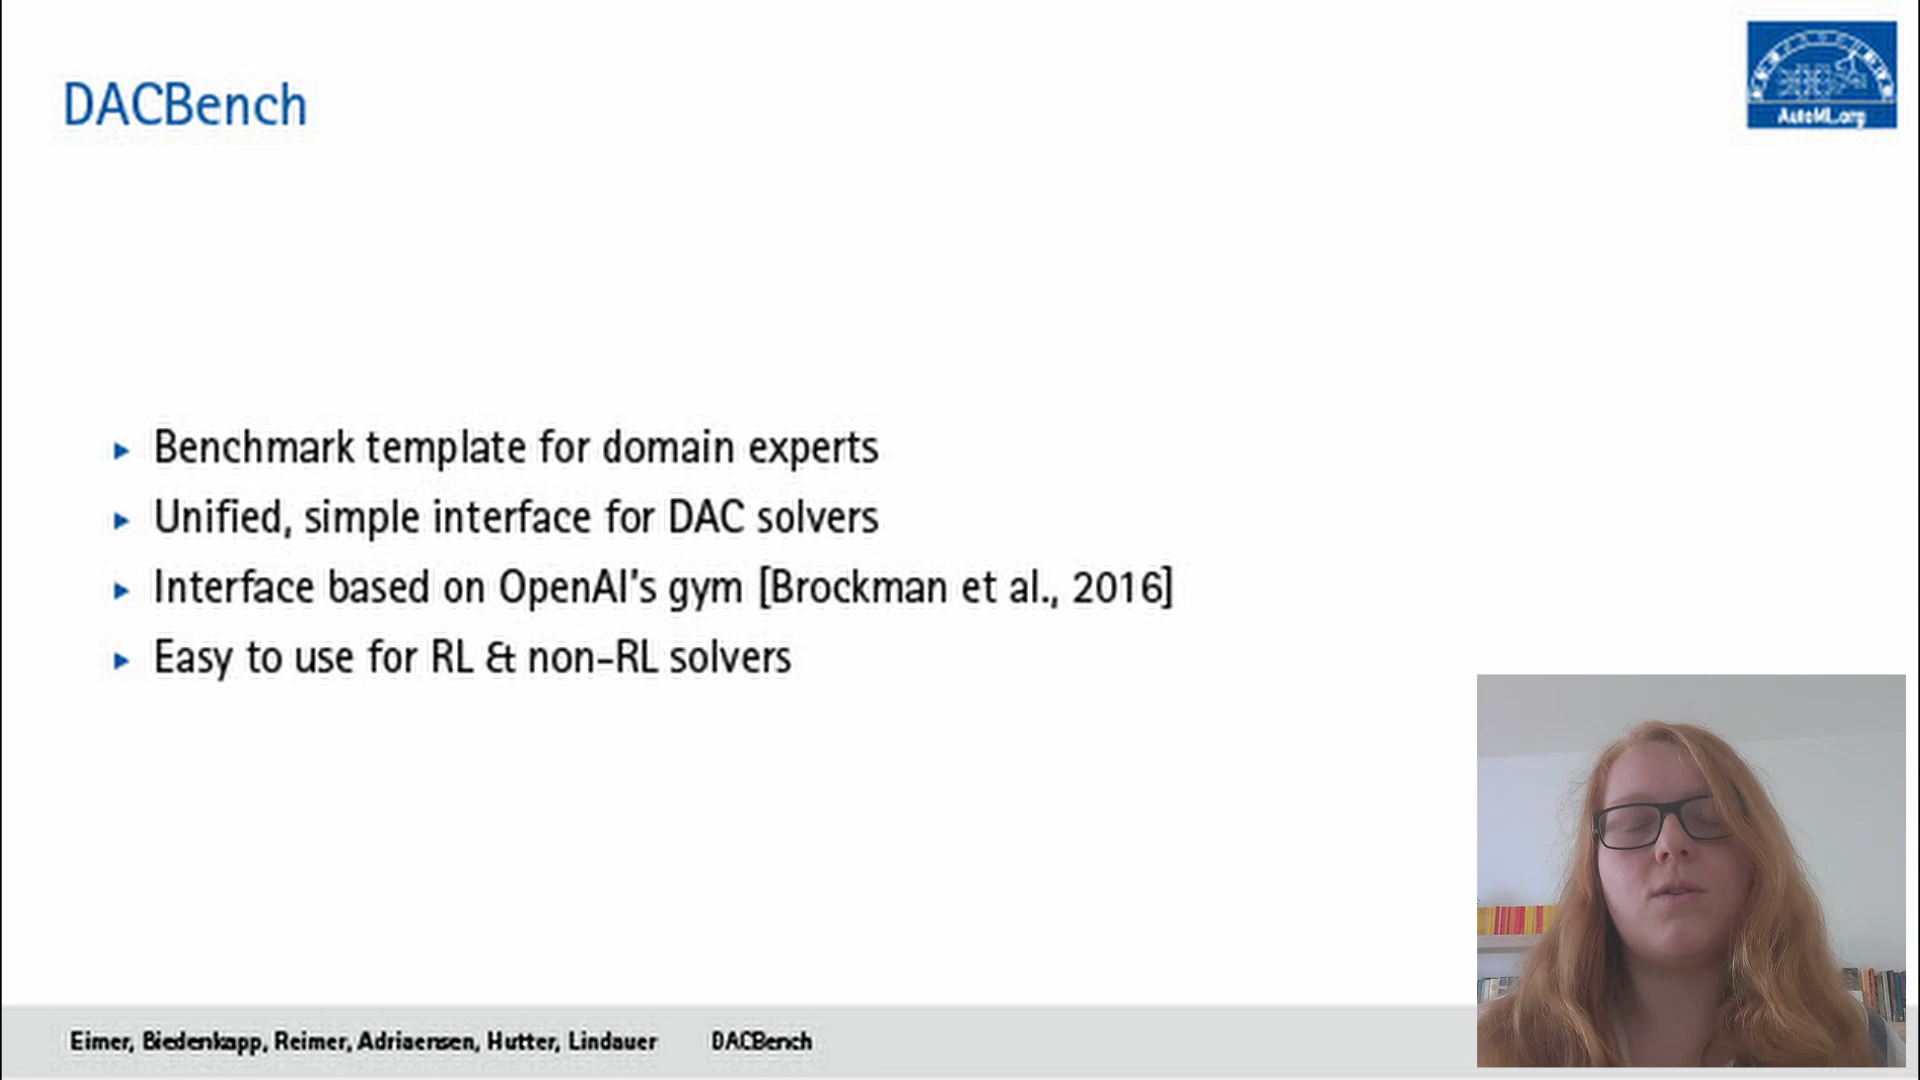 DACBench
AutoML.org
Benchmark template for domain experts
Unified, simple interface for DAC solvers
Interface based on OpenAI's gym [Brockman et al., 2016]
Easy to use for RL & non-RL solvers
Eimer, Biedenkapp, Reimer, Adriaensen, Hutter, Lindauer DACBench